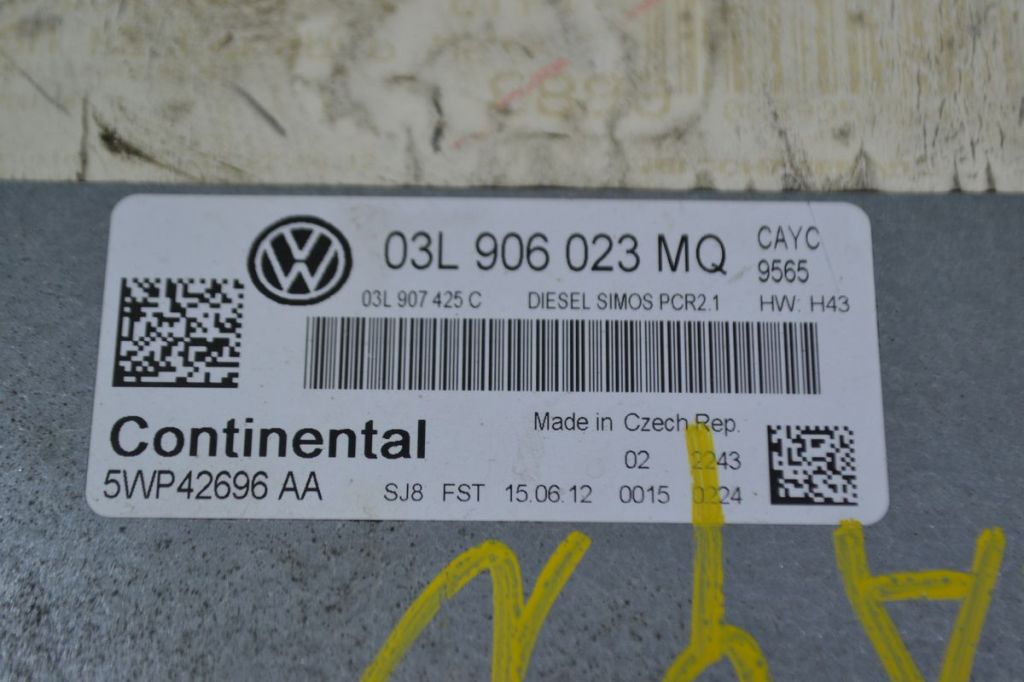 03L 906 023 MQ
CAYC
9565
03L 907 425 C DIESEL SIMOS PCR2.1 HW: H43
Continental
Made in Czech Rep.
02 2243
5WP42696 AA
SJ8 FST 15.06.12 0015 0224